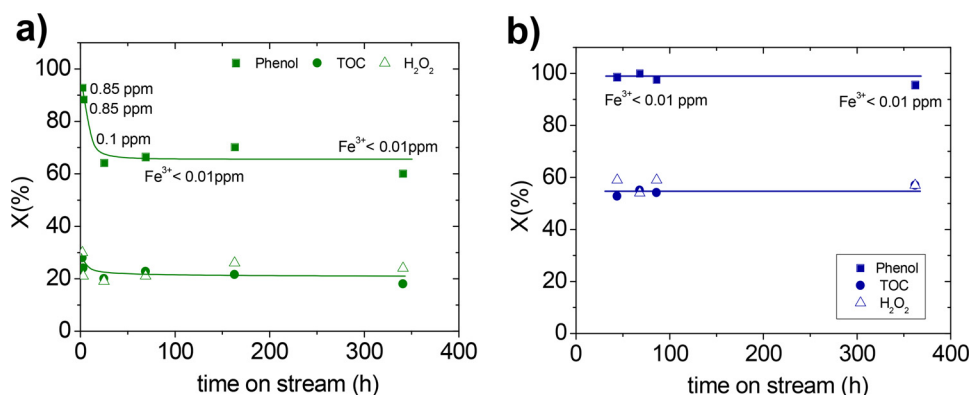 a)
Phenol TOC H₂O₂
0.85 ppm
0.85 ppm
0.1 ppm
Fe³⁺< 0.01ppm
Fe³⁺< 0.01ppm
X(%)
100
80
60
40
20
0
0 100 200 300 400
time on stream (h)
b)
Fe³⁺< 0.01 ppm
Fe³⁺< 0.01 ppm
Phenol
TOC
H₂O₂
X(%)
100
80
60
40
20
0
0 100 200 300 400
time on stream (h)